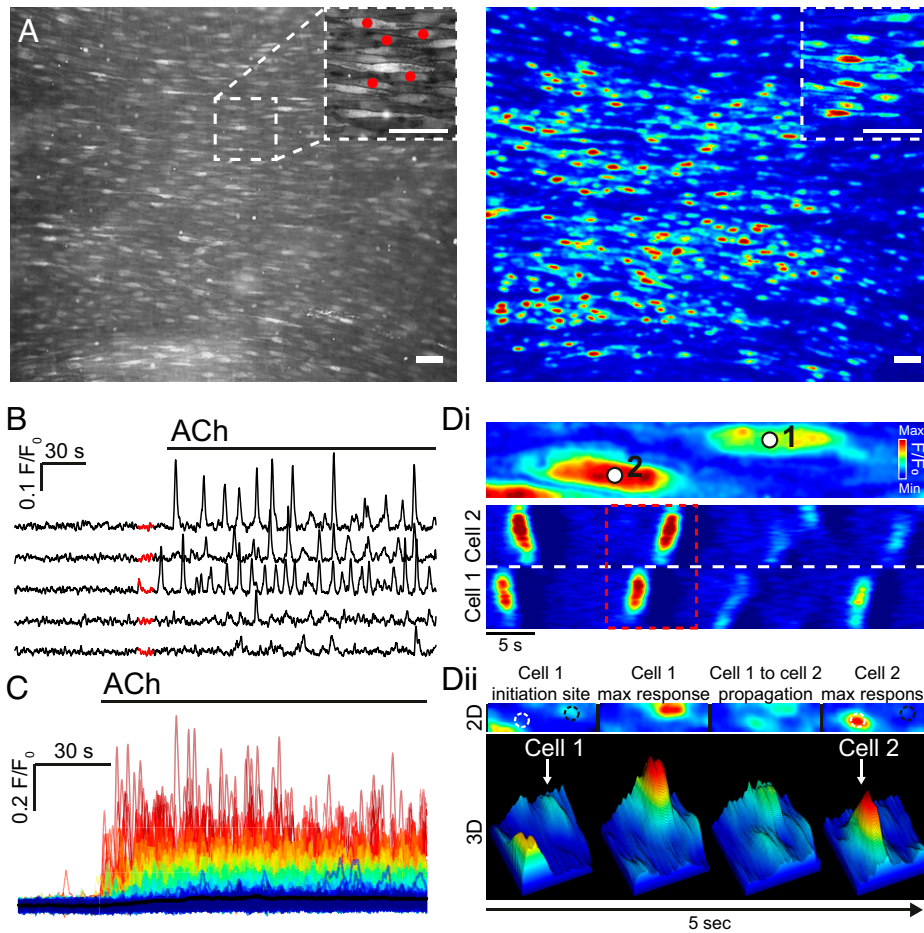 A
B
ACh
30 s
0.1 F/F0
C
ACh
30 s
0.2 F/F0
Di
1
2
Max
F/F0
Min
Cell 2
Cell 1
5 s
Dii
Cell 1
initiation site
Cell 1
max response
Cell 1 to cell 2
propagation
Cell 2
max respons
2D
Cell 1
Cell 2
3D
5 sec